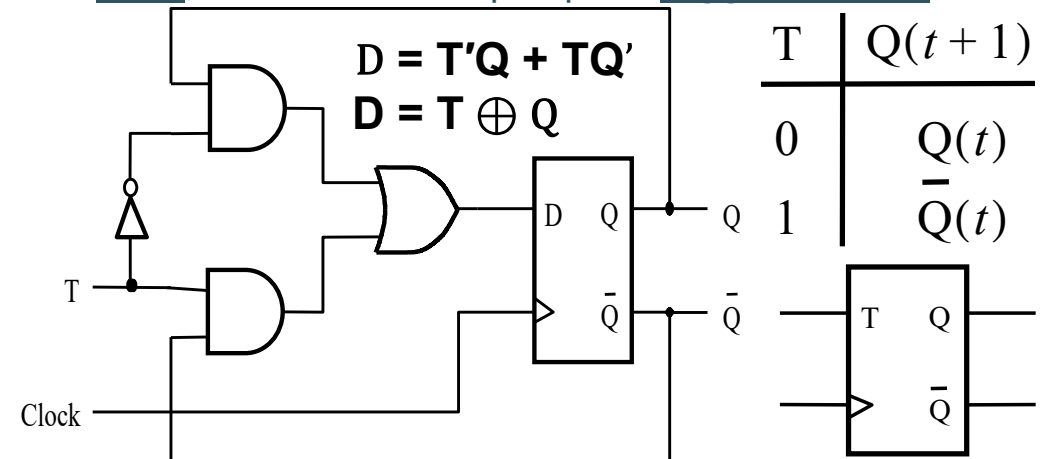 D = T'Q + TQ'
D = T ⊕ Q
T Q(t + 1)
0 Q(t)
1 Q̅(t)
D Q Q
T
Q̅ Q̅
Clock
T Q
Q̅